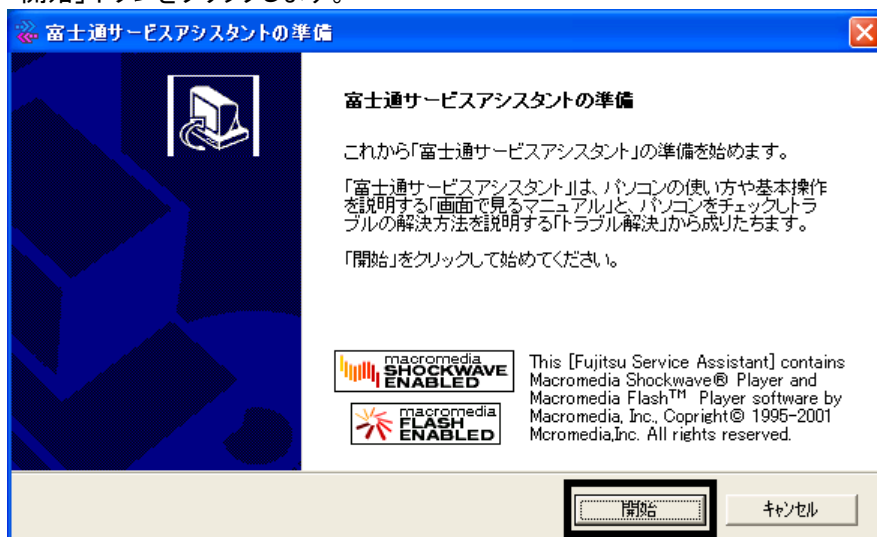 開始」ボタンをクリックします。
富士通サービスアシスタントの準備
富士通サービスアシスタントの準備
これから「富士通サービスアシスタント」の準備を始めます。
「富士通サービスアシスタント」は、パソコンの使い方や基本操作
を説明する「画面で見るマニュアル」と、パソコンをチェックしトラ
ブルの解決方法を説明する「トラブル解決」から成りたちます。
「開始」をクリックして始めてください。
macromedia
SHOCKWAVE
ENABLED
macromedia
FLASH
ENABLED
This [Fujitsu Service Assistant] contains
Macromedia Shockwave® Player and
Macromedia Flash™ Player software by
Macromedia, Inc., Copright© 1995-2001
Mcromedia,Inc. All rights reserved.
開始
キャンセル